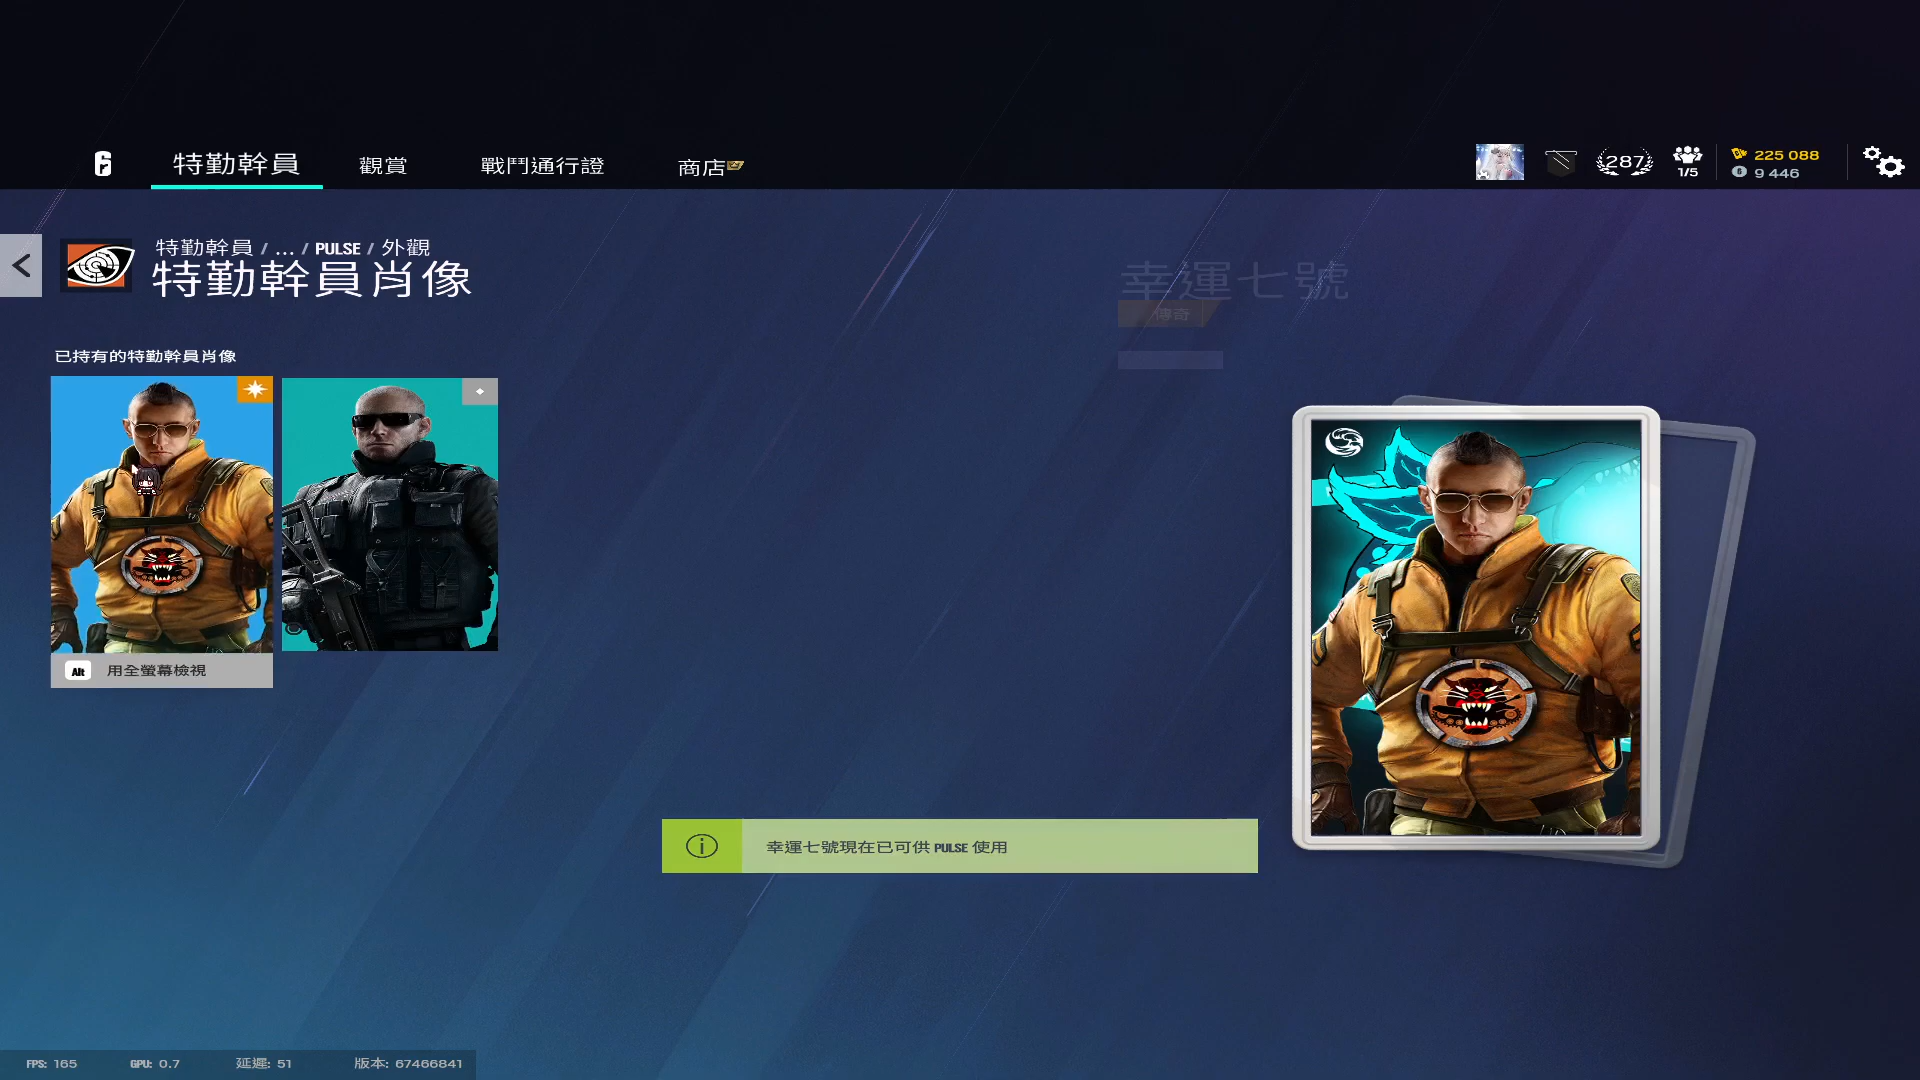 特勤幹員
觀賞
戰鬥通行證
商店
287
1/5
225 088
9 446
特勤幹員 / ... / PULSE / 外觀
特勤幹員肖像
幸運七號
傳奇
已持有的特勤幹員肖像
Alt 用全螢幕檢視
幸運七號現在已可供 PULSE 使用
FPS: 165 GPU: 0.7 延遲: 51 版本: 67466841